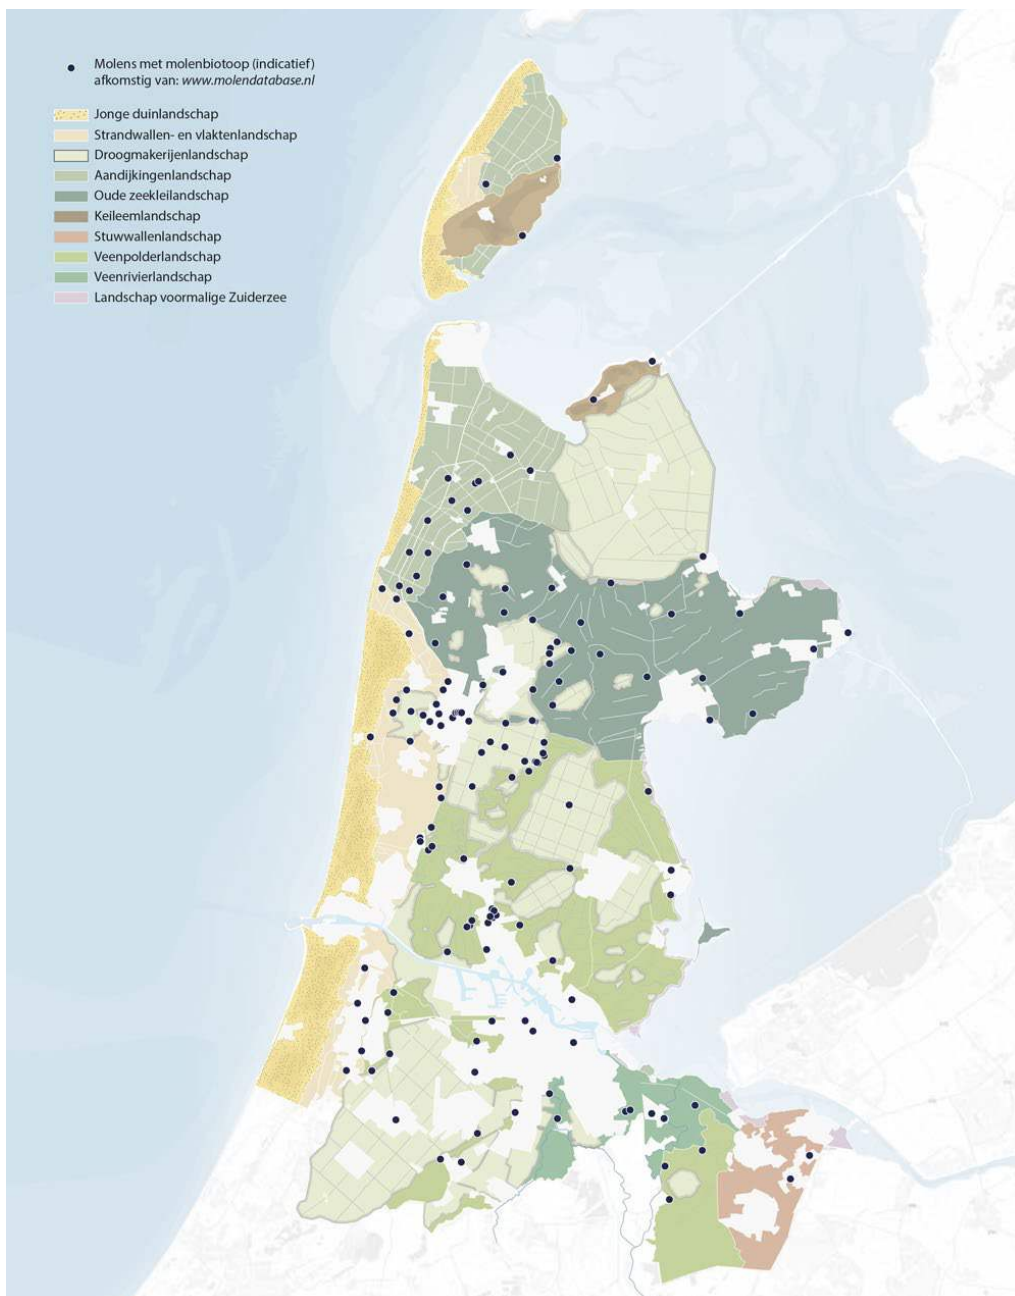 Molens met molenbiotoop (indicatief)
afkomstig van: www.molendatabase.nl
Jonge duinlandschap
Strandwallen- en vlaktenlandschap
Droogmakerijenlandschap
Aandijkingenlandschap
Oude zeekleilandschap
Keileemlandschap
Stuwwallenlandschap
Veenpolderlandschap
Veenrivierlandschap
Landschap voormalige Zuiderzee